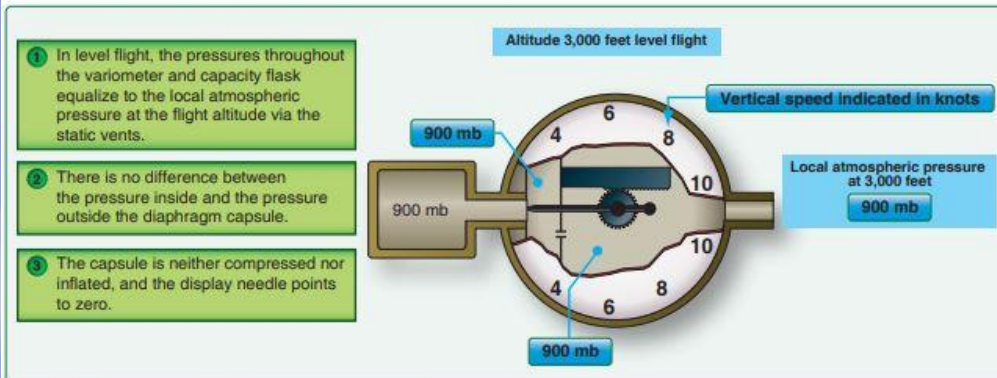 1 In level flight, the pressures throughout
the variometer and capacity flask
equalize to the local atmospheric
pressure at the flight altitude via the
static vents.
2 There is no difference between
the pressure inside and the pressure
outside the diaphragm capsule.
3 The capsule is neither compressed nor
inflated, and the display needle points
to zero.
Altitude 3,000 feet level flight
Vertical speed indicated in knots
900 mb
Local atmospheric pressure
at 3,000 feet
900 mb
900 mb
4
6
8
10
10
8
6
4
900 mb